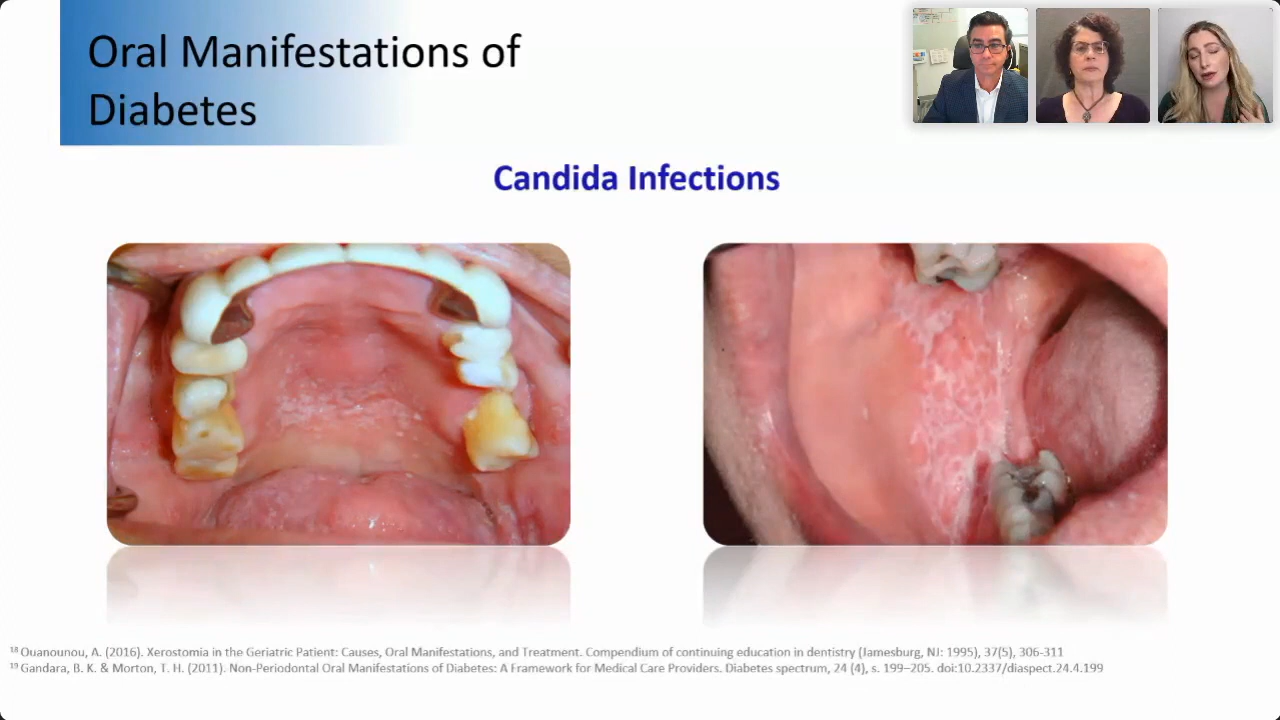 Oral Manifestations of
Diabetes
Candida Infections
18 Ouanounou, A. (2016). Xerostomia in the Geriatric Patient: Causes, Oral Manifestations, and Treatment. Compendium of continuing education in dentistry (Jamesburg, NJ: 1995), 37(5), 306-311
19 Gandara, B. K. & Morton, T. H. (2011). Non-Periodontal Oral Manifestations of Diabetes: A Framework for Medical Care Providers. Diabetes spectrum, 24 (4), s. 199–205. doi:10.2337/diaspect.24.4.199